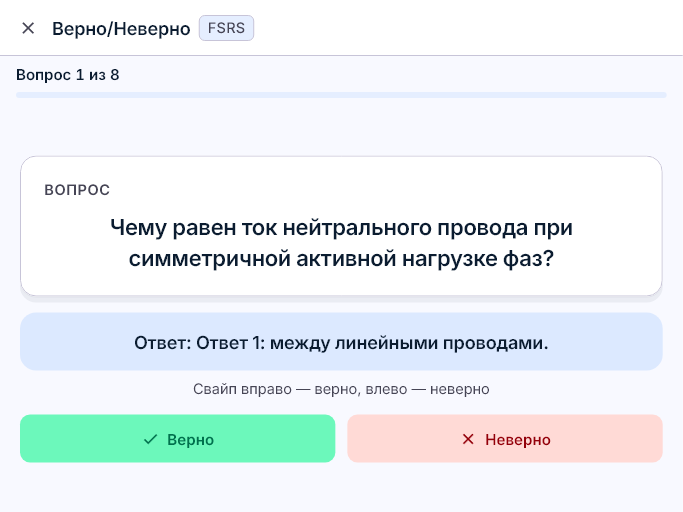 Верно/Неверно FSRS
Вопрос 1 из 8
ВОПРОС
Чему равен ток нейтрального провода при
симметричной активной нагрузке фаз?
Ответ: Ответ 1: между линейными проводами.
Свайп вправо — верно, влево — неверно
Верно
Неверно